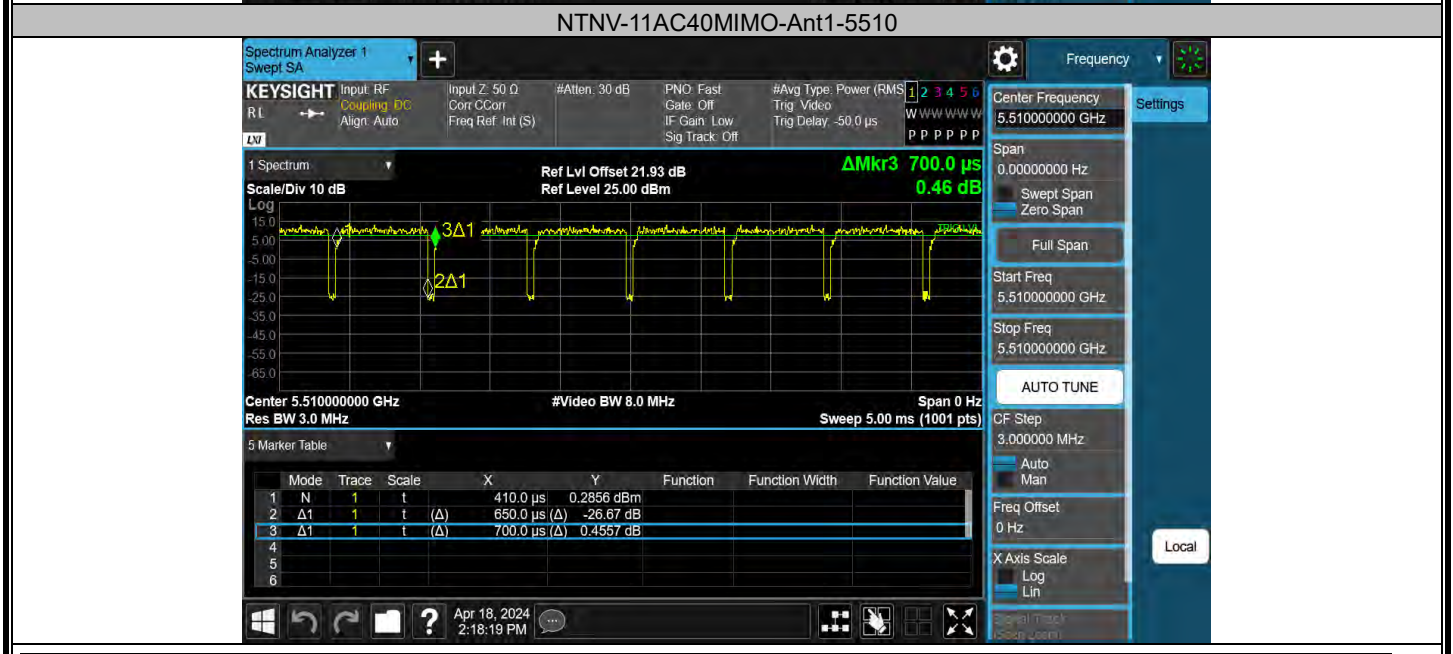 NTNV-11AC40MIMO-Ant1-5510
Spectrum Analyzer 1
Swept SA
+
Frequency
KEYSIGHT Input: RF Input Z: 50 Ω #Atten: 30 dB PNO: Fast #Avg Type: Power (RMS 1 2 3 4 5 6
RL Coupling: DC Corr CCorr Gate: Off Trig: Video W W W W W W
Align: Auto Freq Ref: Int (S) IF Gain: Low Trig Delay: -50.0 µs
LXI Sig Track: Off P P P P P P
1 Spectrum
Ref Lvl Offset 21.93 dB
ΔMkr3 700.0 µs
Scale/Div 10 dB Ref Level 25.00 dBm 0.46 dB
Log
15.0
5.00
-5.00
-15.0
-25.0
-35.0
-45.0
-55.0
-65.0
3Δ1
2Δ1
Center 5.510000000 GHz #Video BW 8.0 MHz Span 0 Hz
Res BW 3.0 MHz Sweep 5.00 ms (1001 pts)
5 Marker Table
Mode Trace Scale X Y Function Function Width Function Value
1 N 1 t 410.0 µs 0.2856 dBm
2 Δ1 1 t (Δ) 650.0 µs (Δ) -26.67 dB
3 Δ1 1 t (Δ) 700.0 µs (Δ) 0.4557 dB
4
5
6
?
Apr 18, 2024
2:18:19 PM
Center Frequency
5.510000000 GHz
Settings
Span
0.00000000 Hz
Swept Span
Zero Span
Full Span
Start Freq
5.510000000 GHz
Stop Freq
5.510000000 GHz
AUTO TUNE
CF Step
3.000000 MHz
Auto
Man
Freq Offset
0 Hz
X Axis Scale
Log
Lin
Local
Signal Track
(Span Zoom)